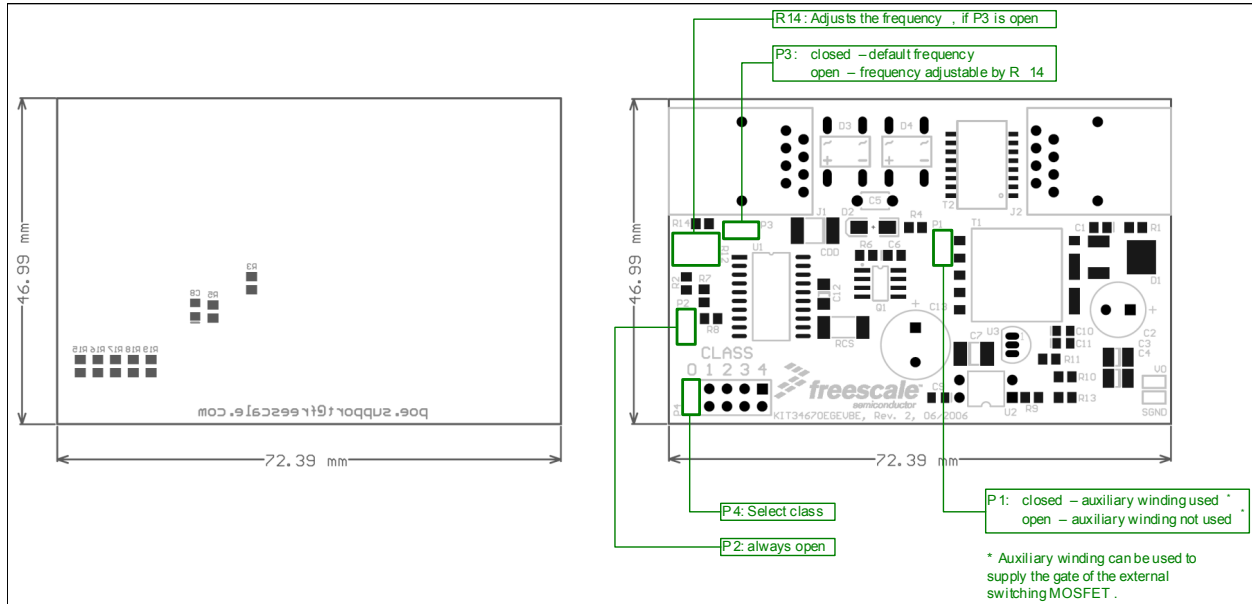 R14: Adjusts the frequency , if P3 is open
P3: closed – default frequency
open – frequency adjustable by R 14
46.99 mm
R3
C8
R5
R15 R16 R17 R18 R19
poe.support@freescale.com
72.39 mm
46.99 mm
D3
D4
C5
T2
J2
R14
P3
J1
D2
R4
P1
T1
C1
R1
R12
U1
CDD
R6
C6
D1
R2
R7
C12
Q1
C13
P2
R8
RCS
C7
U3
C10
C11
C2
C3
C4
R11
CLASS
0 1 2 3 4
freescale™
semiconductor
R10
VO
P4
C9
U2
R9
R13
SGND
KIT34670EGEVBE, Rev. 2, 06/2006
72.39 mm
P4: Select class
P2: always open
P1: closed – auxiliary winding used *
open – auxiliary winding not used *
* Auxiliary winding can be used to
supply the gate of the external
switching MOSFET .